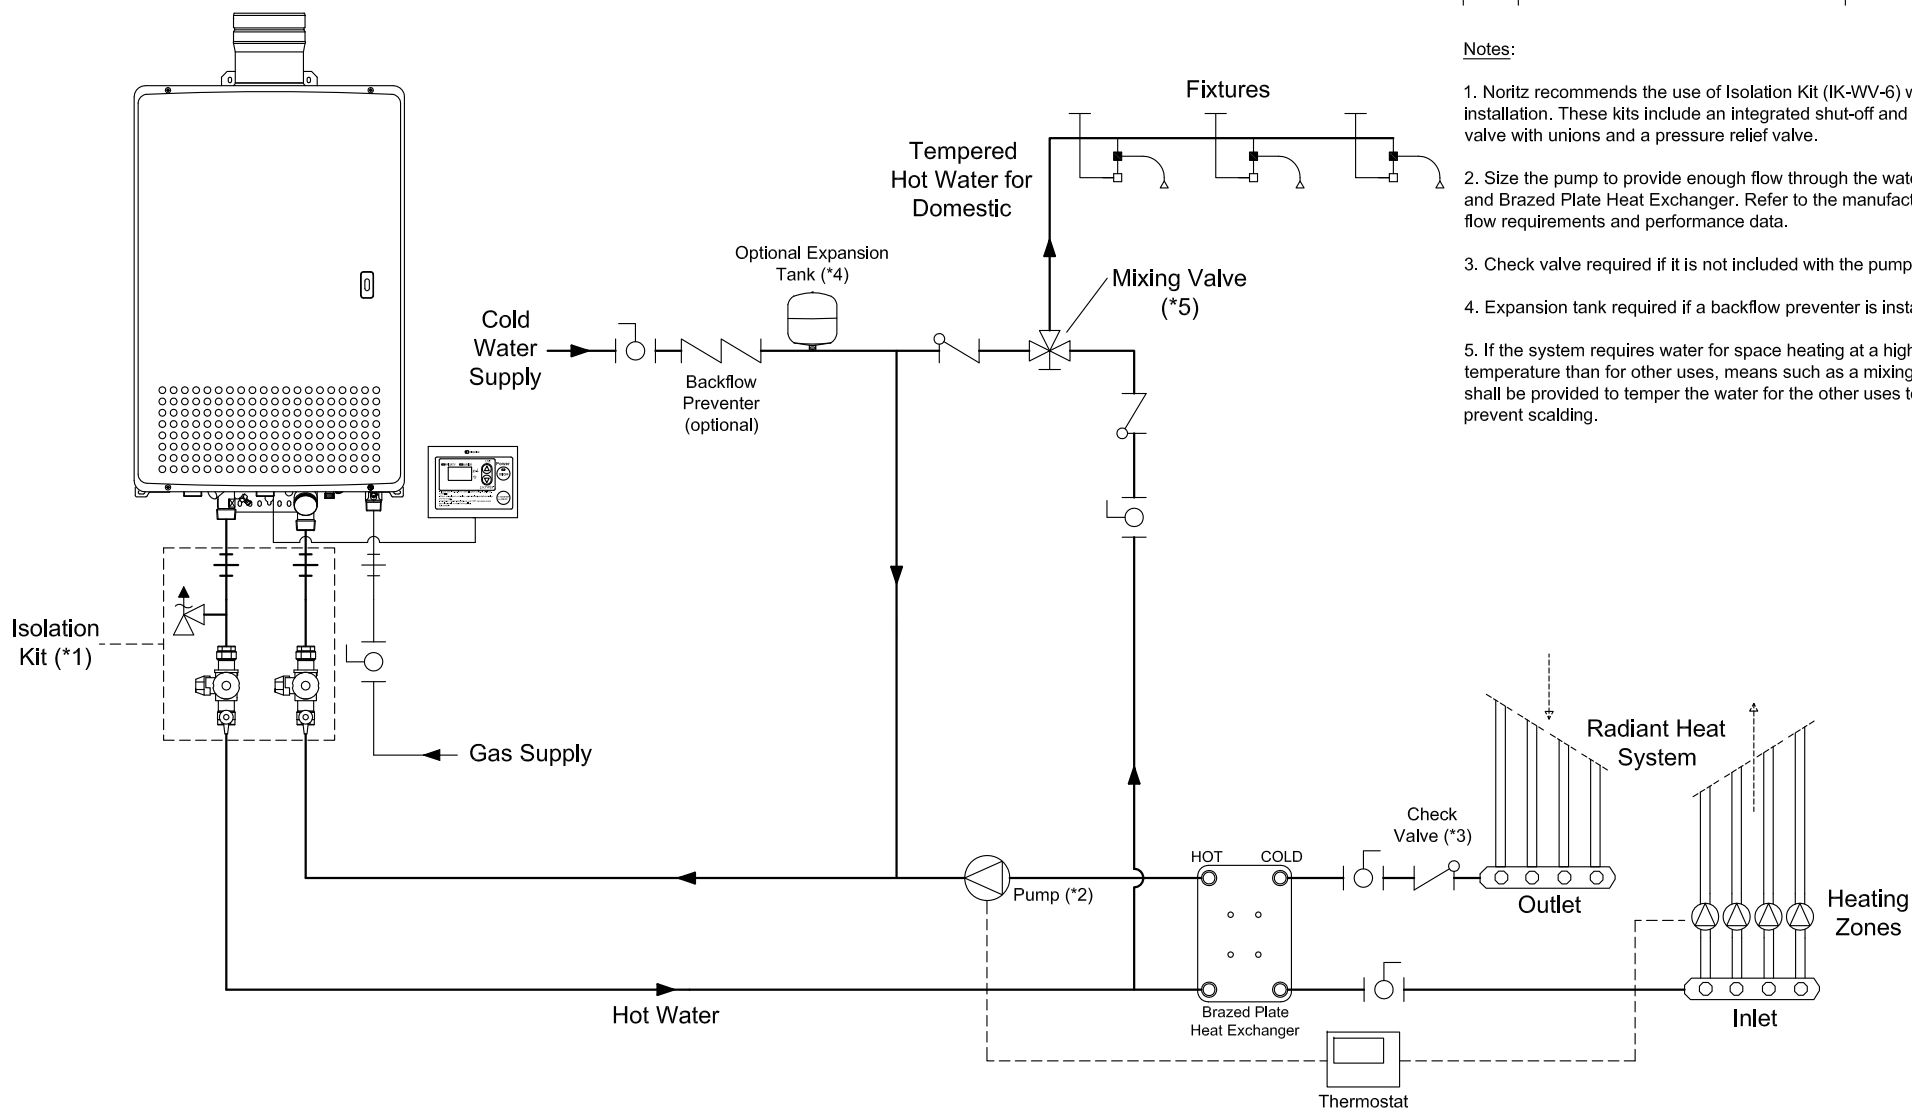 Notes:
1. Noritz recommends the use of Isolation Kit (IK-WV-6)
installation. These kits include an integrated shut-off and
valve with unions and a pressure relief valve.
2. Size the pump to provide enough flow through the
and Brazed Plate Heat Exchanger. Refer to the
flow requirements and performance data.
3. Check valve required if it is not included with the pump
4. Expansion tank required if a backflow preventer is
5. If the system requires water for space heating at a
temperature than for other uses, means such as a mixing
shall be provided to temper the water for the other uses
prevent scalding.
Fixtures
Tempered
Hot Water for
Domestic
Optional Expansion
Tank (*4)
Mixing Valve
(*5)
Cold
Water
Supply
Backflow
Preventer
(optional)
Isolation
Kit (*1)
Gas Supply
Radiant Heat
System
Check
Valve (*3)
HOT
COLD
Pump (*2)
Outlet
Heating
Zones
Hot Water
Brazed Plate
Heat Exchanger
Inlet
Thermostat